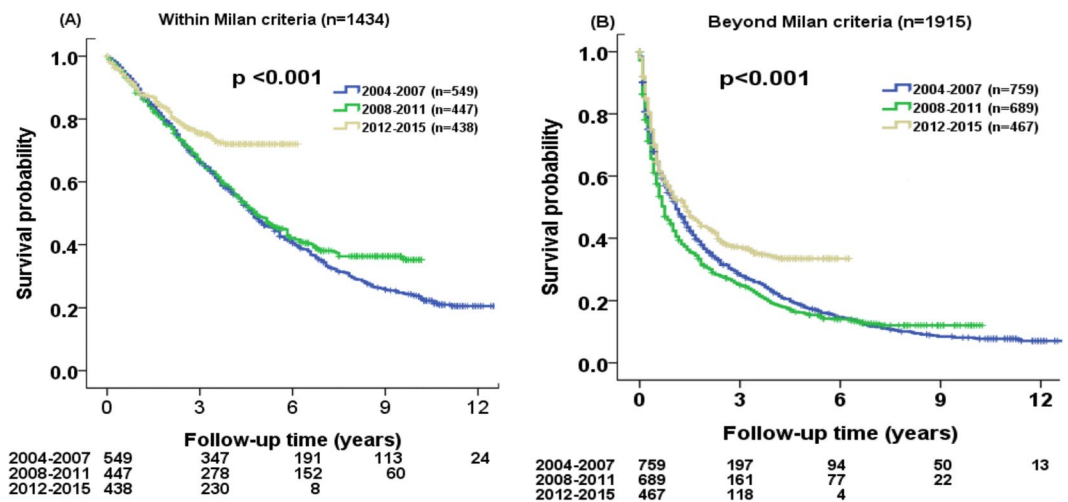 (A) Within Milan criteria (n=1434)
p <0.001
2004-2007 (n=549)
2008-2011 (n=447)
2012-2015 (n=438)
Survival probability
1.0
0.8
0.6
0.4
0.2
0.0
0 3 6 9 12
Follow-up time (years)
2004-2007 549 347 191 113 24
2008-2011 447 278 152 60
2012-2015 438 230 8
(B) Beyond Milan criteria (n=1915)
p<0.001
2004-2007 (n=759)
2008-2011 (n=689)
2012-2015 (n=467)
Survival probability
1.0
0.8
0.6
0.4
0.2
0.0
0 3 6 9 12
Follow-up time (years)
2004-2007 759 197 94 50 13
2008-2011 689 161 77 22
2012-2015 467 118 4